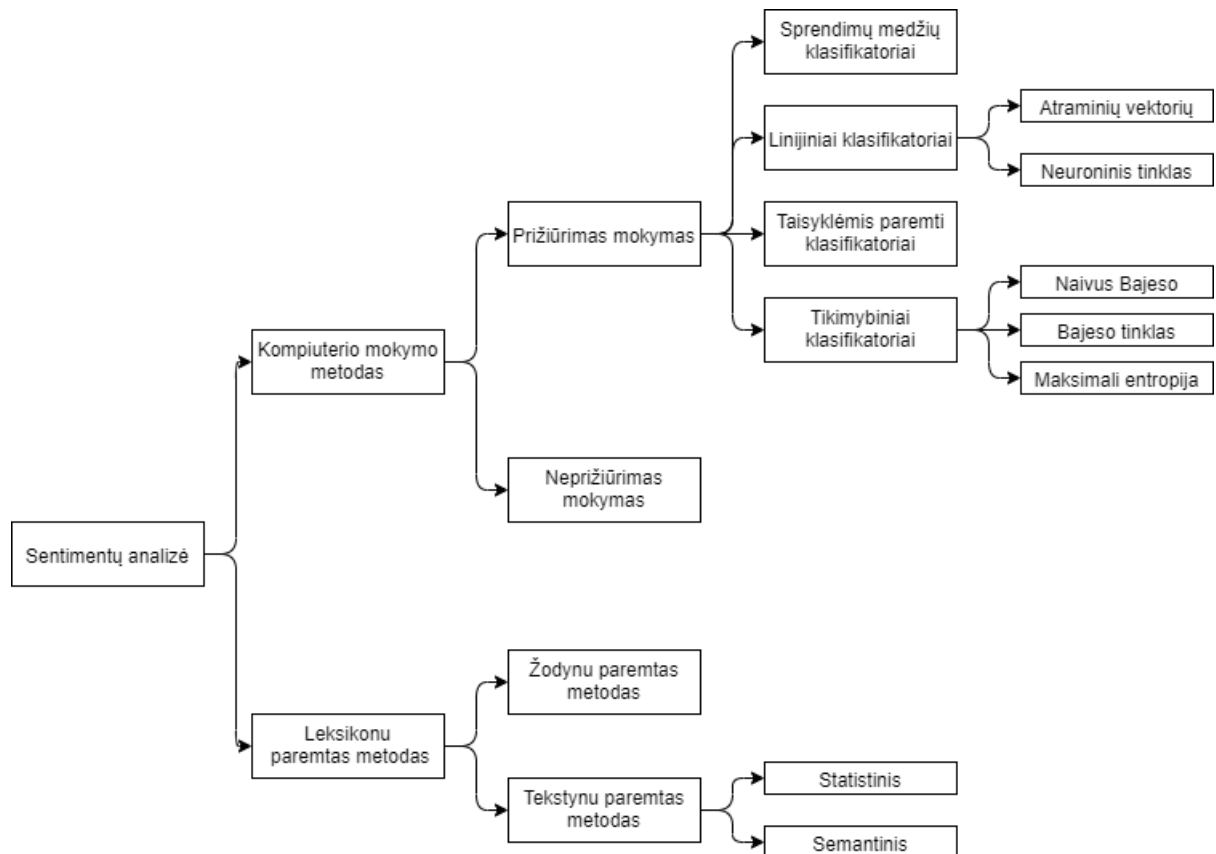 Sprendimų medžių
klasifikatoriai
Linijiniai klasifikatoriai
Atraminių vektorių
Neuroninis tinklas
Prižiūrimas mokymas
Taisyklėmis paremti
klasifikatoriai
Tikimybiniai
klasifikatoriai
Naivus Bajeso
Bajeso tinklas
Maksimali entropija
Kompiuterio mokymo
metodas
Neprižiūrimas
mokymas
Sentimentų analizė
Žodynu paremtas
metodas
Leksikonu
paremtas metodas
Tekstynu paremtas
metodas
Statistinis
Semantinis